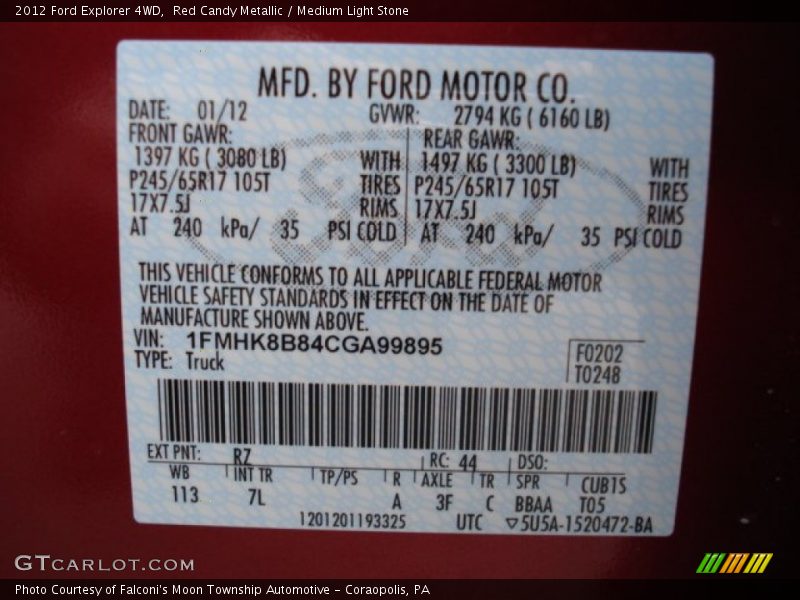 2012 Ford Explorer 4WD,  Red Candy Metallic / Medium Light Stone
MFD. BY FORD MOTOR CO.
DATE: 01/12 GVWR: 2794 KG ( 6160 LB)
FRONT GAWR: REAR GAWR:
1397 KG ( 3080 LB) WITH 1497 KG ( 3300 LB) WITH
P245/65R17 105T TIRES P245/65R17 105T TIRES
17X7.5J RIMS 17X7.5J RIMS
AT 240 kPa/ 35 PSI COLD AT 240 kPa/ 35 PSI COLD
THIS VEHICLE CONFORMS TO ALL APPLICABLE FEDERAL MOTOR
VEHICLE SAFETY STANDARDS IN EFFECT ON THE DATE OF
MANUFACTURE SHOWN ABOVE.
VIN: 1FMHK8B84CGA99895
TYPE: Truck
F0202
T0248
EXT PNT: RZ RC: 44 DSO:
WB INT TR TP/PS R AXLE TR SPR CUB1S
113 7L A 3F C BBAA T05
1201201193325 UTC ▽5U5A-1520472-BA
GTCARLOT.COM
Photo Courtesy of Falconi's Moon Township Automotive - Coraopolis, PA